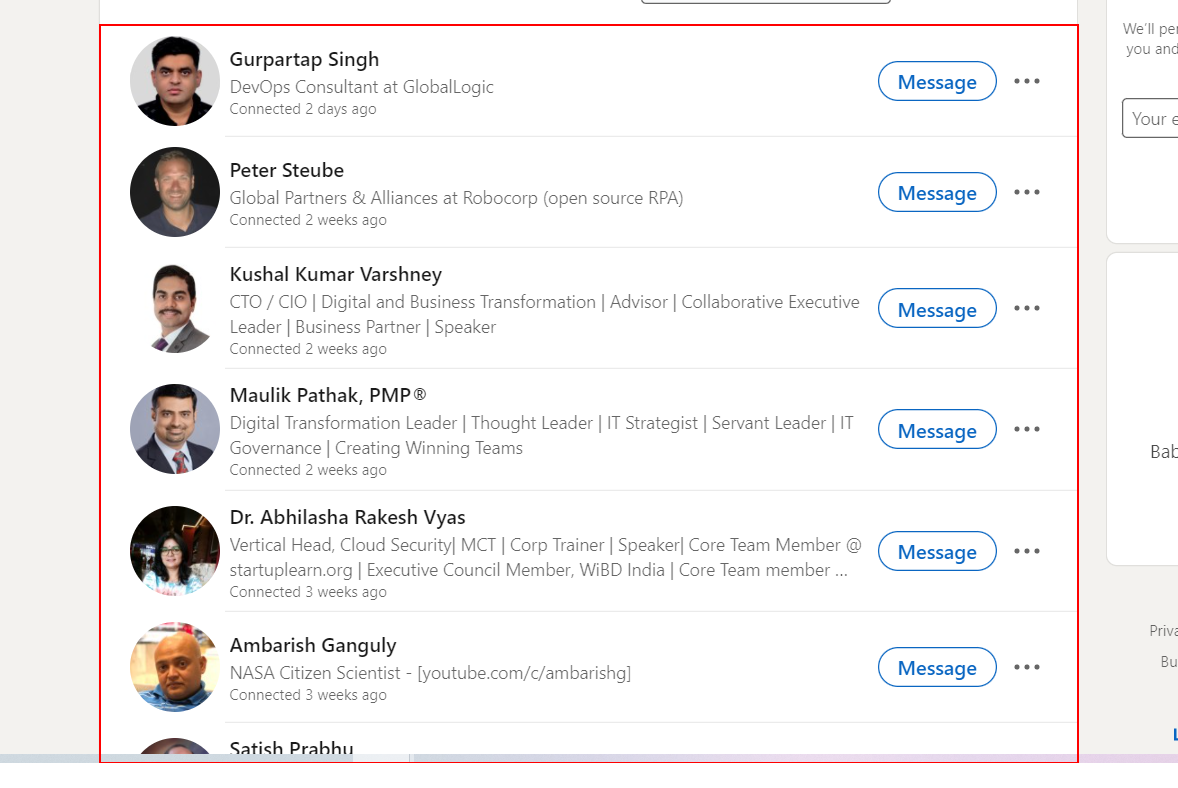 We'll
you and
Gurpartap Singh
DevOps Consultant at GlobalLogic
Connected 2 days ago
Message
Your
Peter Steube
Global Partners & Alliances at Robocorp (open source RPA)
Connected 2 weeks ago
Message
Kushal Kumar Varshney
CTO / CIO | Digital and Business Transformation | Advisor | Collaborative Executive
Leader | Business Partner | Speaker
Connected 2 weeks ago
Message
Maulik Pathak, PMP®
Digital Transformation Leader | Thought Leader | IT Strategist | Servant Leader | IT
Governance | Creating Winning Teams
Connected 2 weeks ago
Message
Dr. Abhilasha Rakesh Vyas
Vertical Head, Cloud Security| MCT | Corp Trainer | Speaker| Core Team Member @
startuplearn.org | Executive Council Member, WiBD India | Core Team member ...
Connected 3 weeks ago
Message
Ambarish Ganguly
NASA Citizen Scientist - [youtube.com/c/ambarishg]
Connected 3 weeks ago
Message
Satish Prabhu